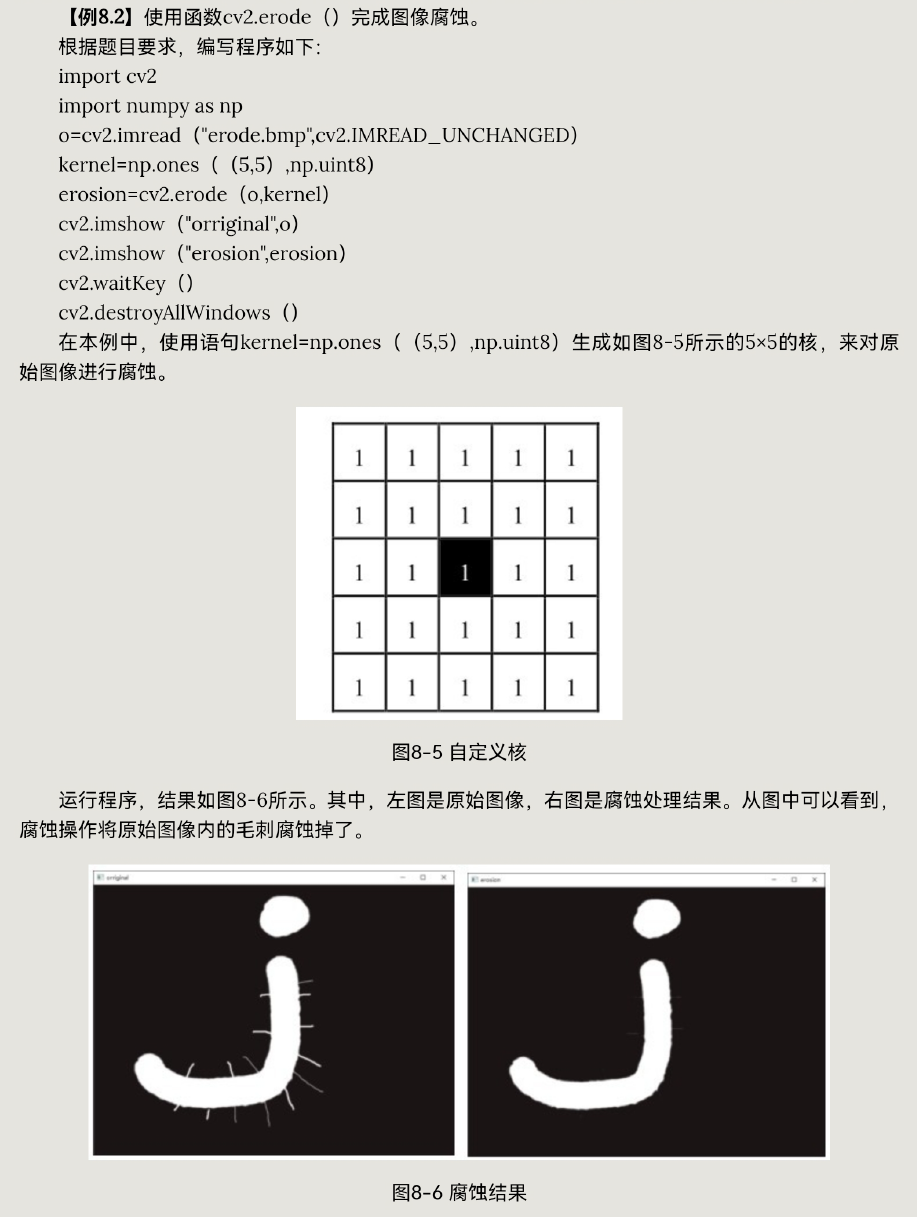 【例8.2】使用函数cv2.erode（）完成图像腐蚀。
根据题目要求，编写程序如下：
import cv2
import numpy as np
o=cv2.imread（"erode.bmp",cv2.IMREAD_UNCHANGED）
kernel=np.ones（（5,5）,np.uint8）
erosion=cv2.erode（o,kernel）
cv2.imshow（"orriginal",o）
cv2.imshow（"erosion",erosion）
cv2.waitKey（）
cv2.destroyAllWindows（）
在本例中，使用语句kernel=np.ones（（5,5）,np.uint8）生成如图8-5所示的5×5的核，来对原
始图像进行腐蚀。
1 1 1 1 1
1 1 1 1 1
1 1 1 1 1
1 1 1 1 1
1 1 1 1 1
图8-5 自定义核
运行程序，结果如图8-6所示。其中，左图是原始图像，右图是腐蚀处理结果。从图中可以看到，
腐蚀操作将原始图像内的毛刺腐蚀掉了。
orriginal
erosion
图8-6 腐蚀结果